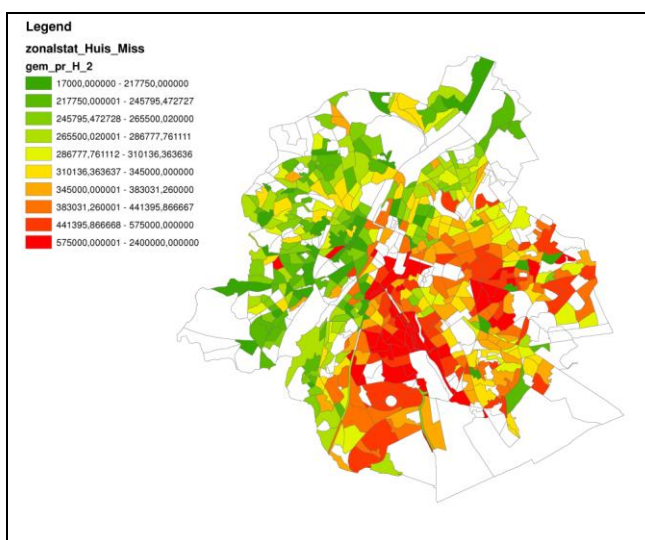 Legend
zonalstat_Huis_Miss
gem_pr_H_2
17000,000000 - 217750,000000
217750,000001 - 245795,472727
245795,472728 - 265500,020000
265500,020001 - 286777,761111
286777,761112 - 310136,363636
310136,363637 - 345000,000000
345000,000001 - 383031,260000
383031,260001 - 441395,866667
441395,866668 - 575000,000000
575000,000001 - 2400000,000000